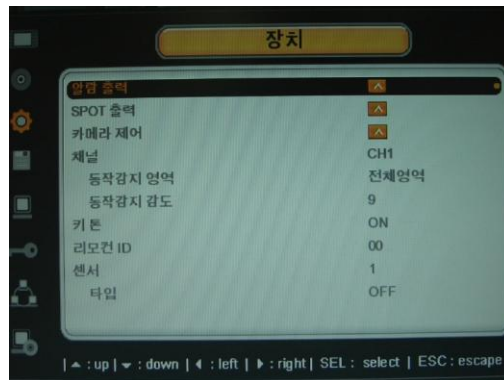 장치
알람 출력
SPOT 출력
카메라 제어
채널 CH1
동작감지 영역 전체영역
동작감지 감도 9
키 톤 ON
리모컨 ID 00
센서 1
타입 OFF
▲ : up | ▼ : down | ◀ : left | ▶ : right | SEL : select | ESC : escape